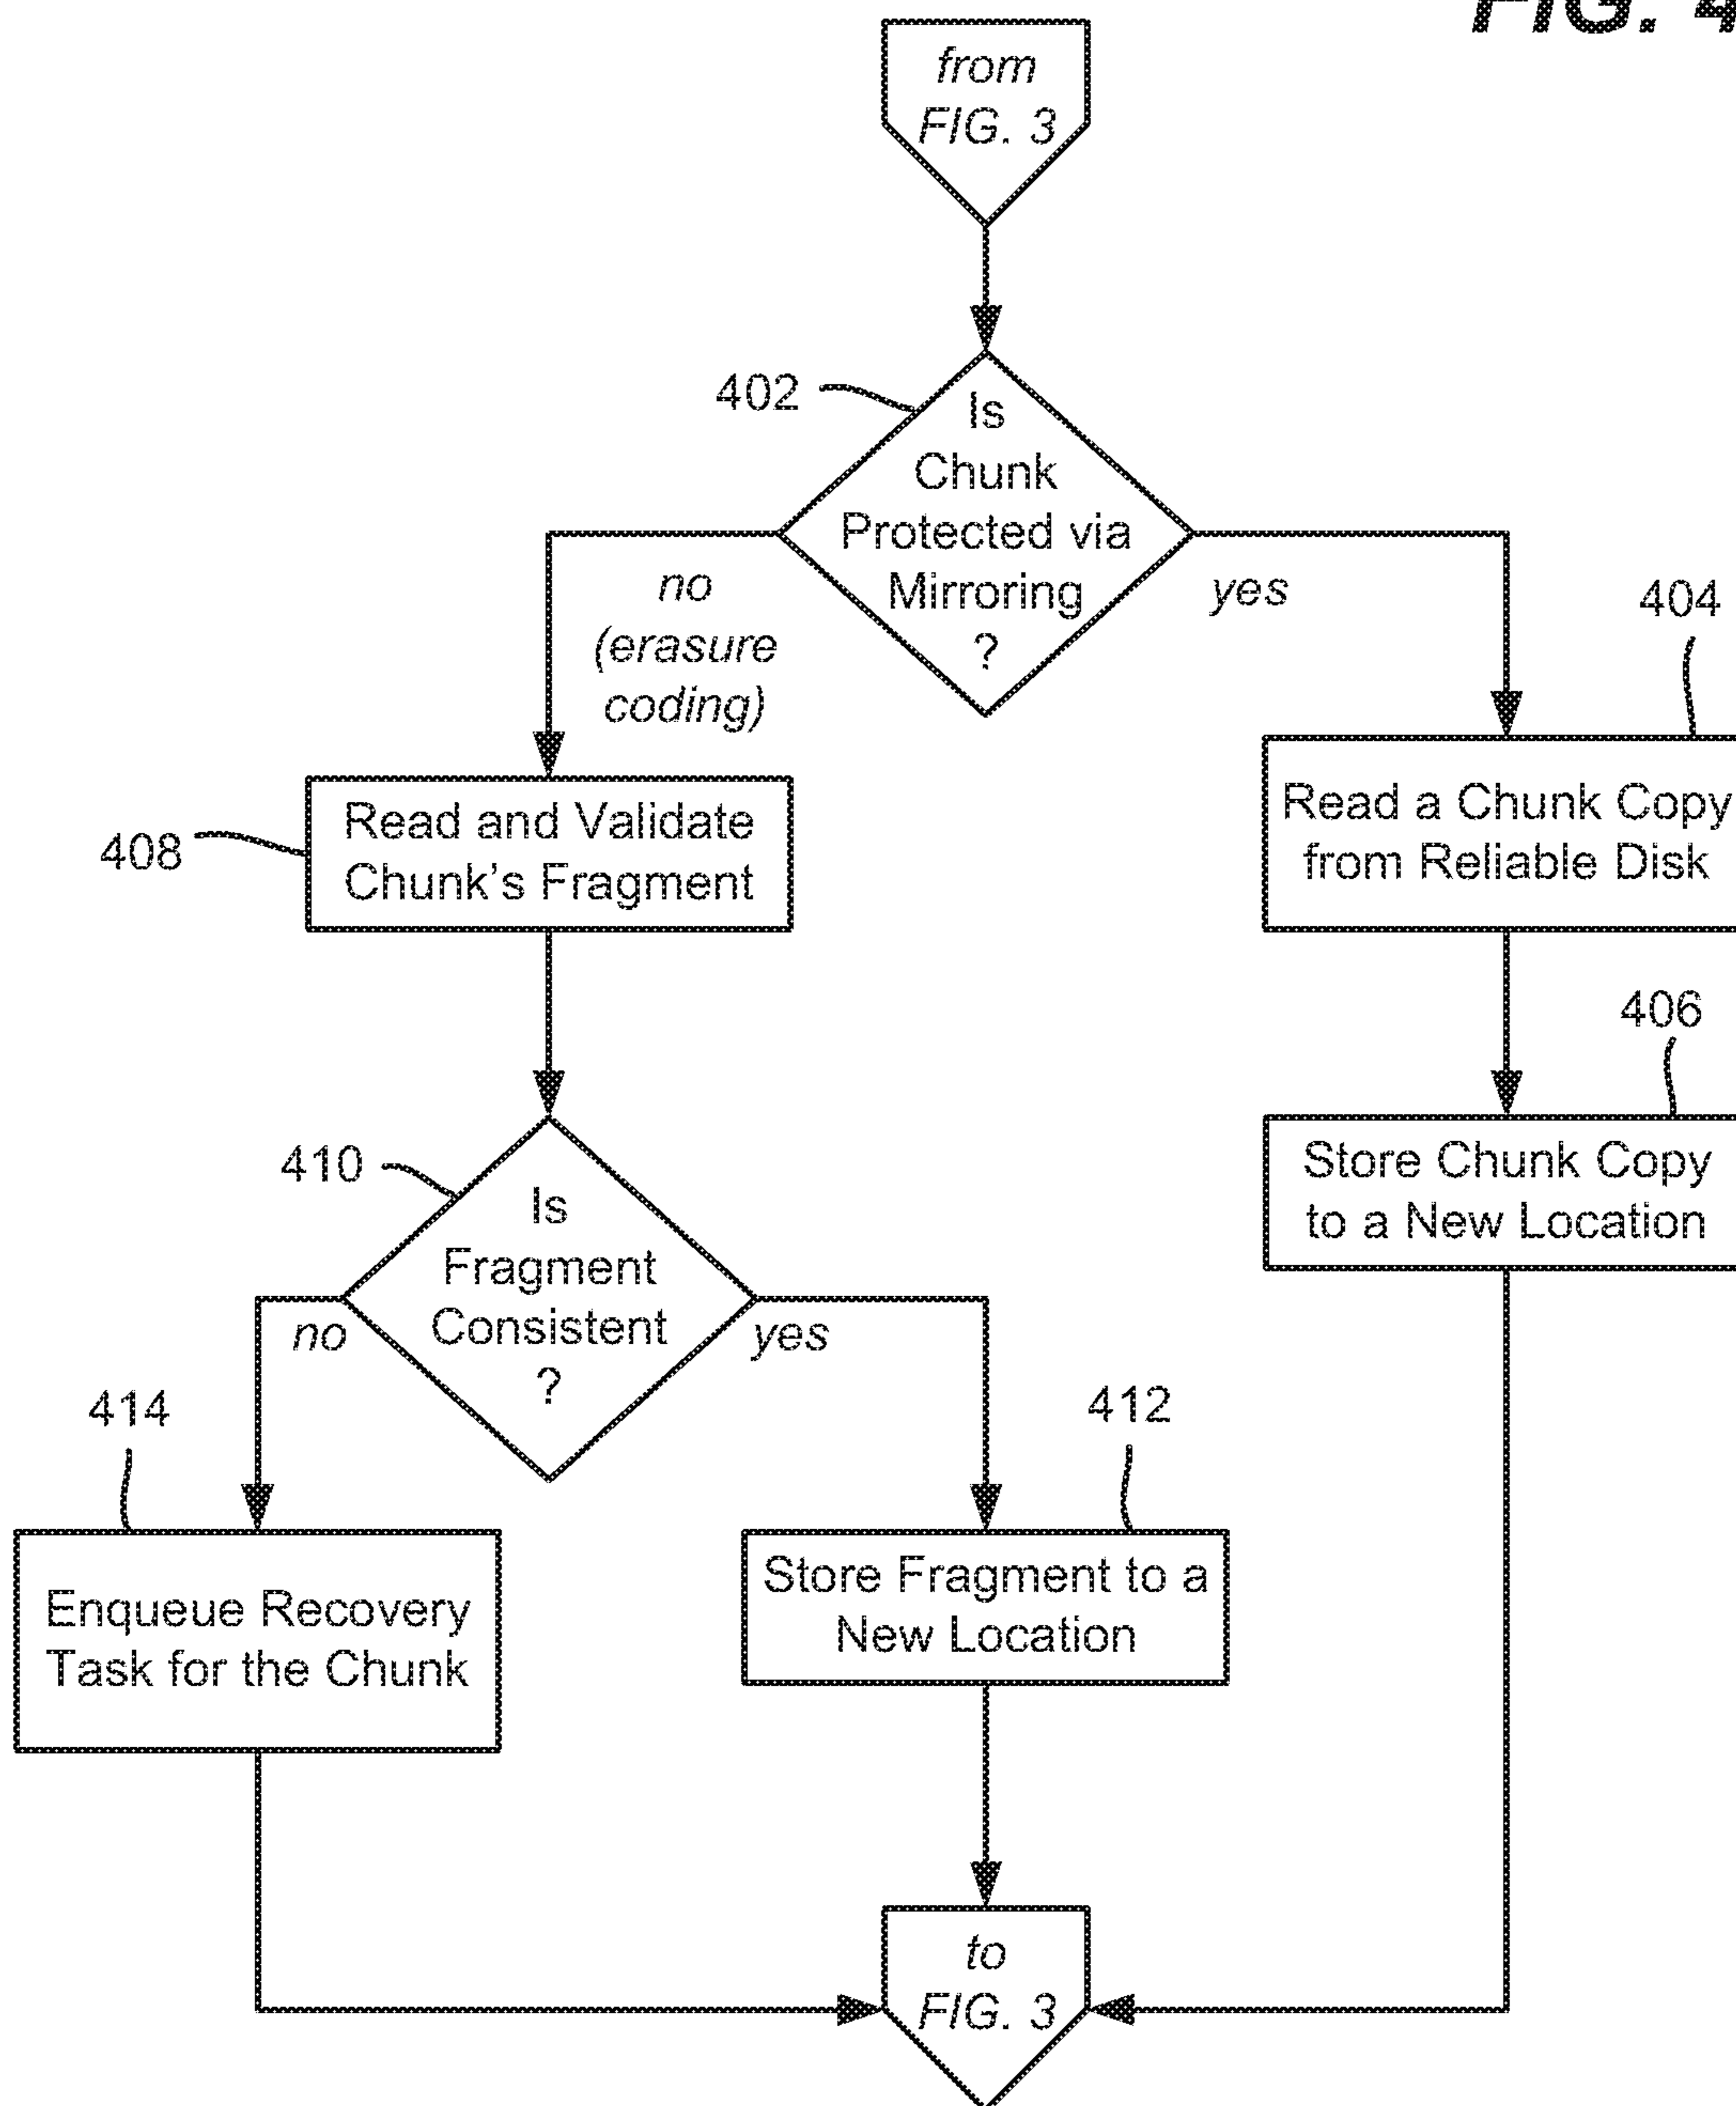 FIG. 4
from
FIG. 3
402
Is
Chunk
Protected via
Mirroring
?
no
(erasure
coding)
yes
404
Read a Chunk Copy
from Reliable Disk
408
Read and Validate
Chunk's Fragment
406
Store Chunk Copy
to a New Location
410
Is
Fragment
Consistent
?
no
yes
414
412
Enqueue Recovery
Task for the Chunk
Store Fragment to a
New Location
to
FIG. 3